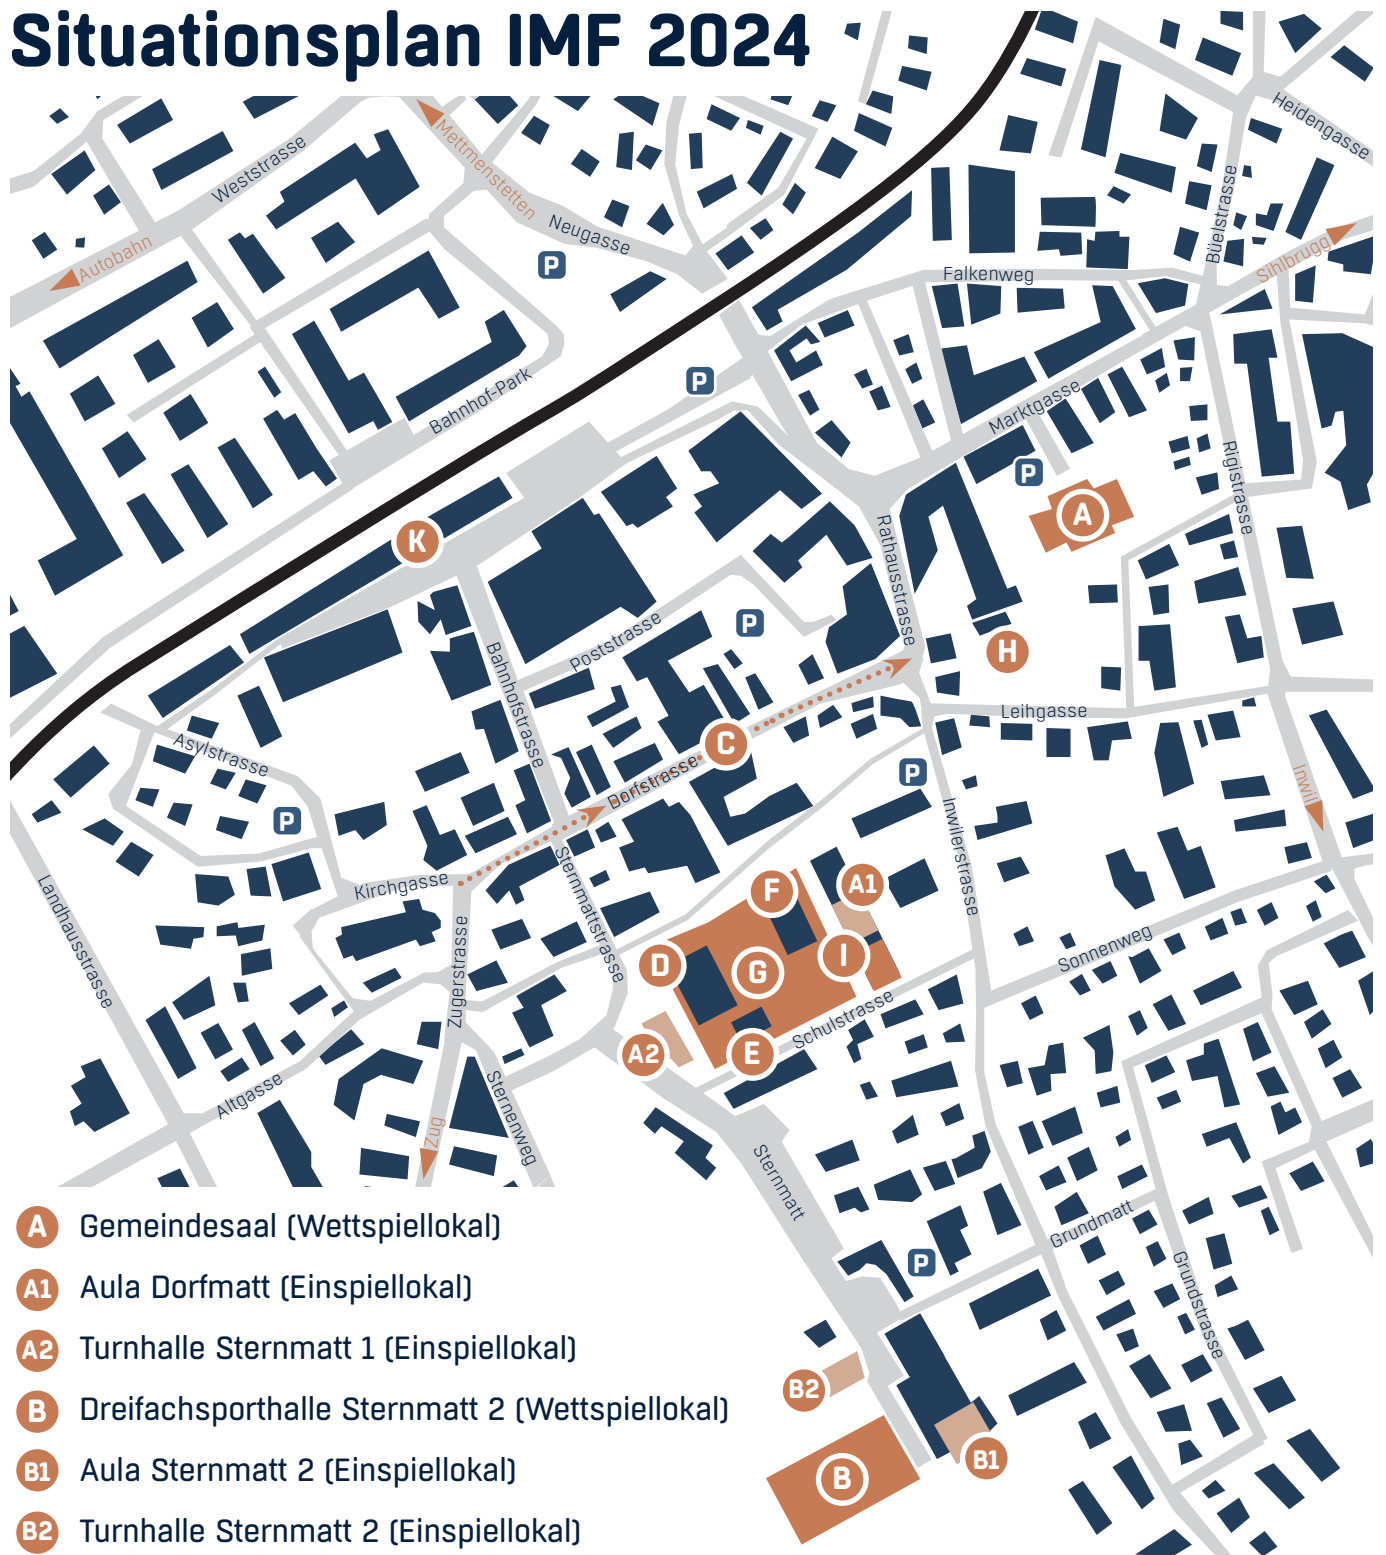 Situationsplan IMF 2024
Heidengasse
Mettmenstetten
Weststrasse
Büelstrasse
Neugasse
Autobahn
Sihlbrugg
P
Falkenweg
P
Bahnhof-Park
Marktgasse
P
Rigistrasse
A
K
Rathausstrasse
P
Poststrasse
H
Bahnhofstrasse
Leihgasse
C
Asylstrasse
P
Inwil
Dorfstrasse
P
Inwilerstrasse
Sternmattstrasse
Kirchgasse
F
A1
Landhausstrasse
Zugerstrasse
Sonnenweg
D
G
I
Schulstrasse
A2
E
Altgasse
Sternenweg
Zug
Sternmatt
Grundmatt
P
Grundstrasse
B2
B1
B
A Gemeindesaal (Wettspiellokal)
A1 Aula Dorfmatt (Einspiellokal)
A2 Turnhalle Sternmatt 1 (Einspiellokal)
B Dreifachsporthalle Sternmatt 2 (Wettspiellokal)
B1 Aula Sternmatt 2 (Einspiellokal)
B2 Turnhalle Sternmatt 2 (Einspiellokal)